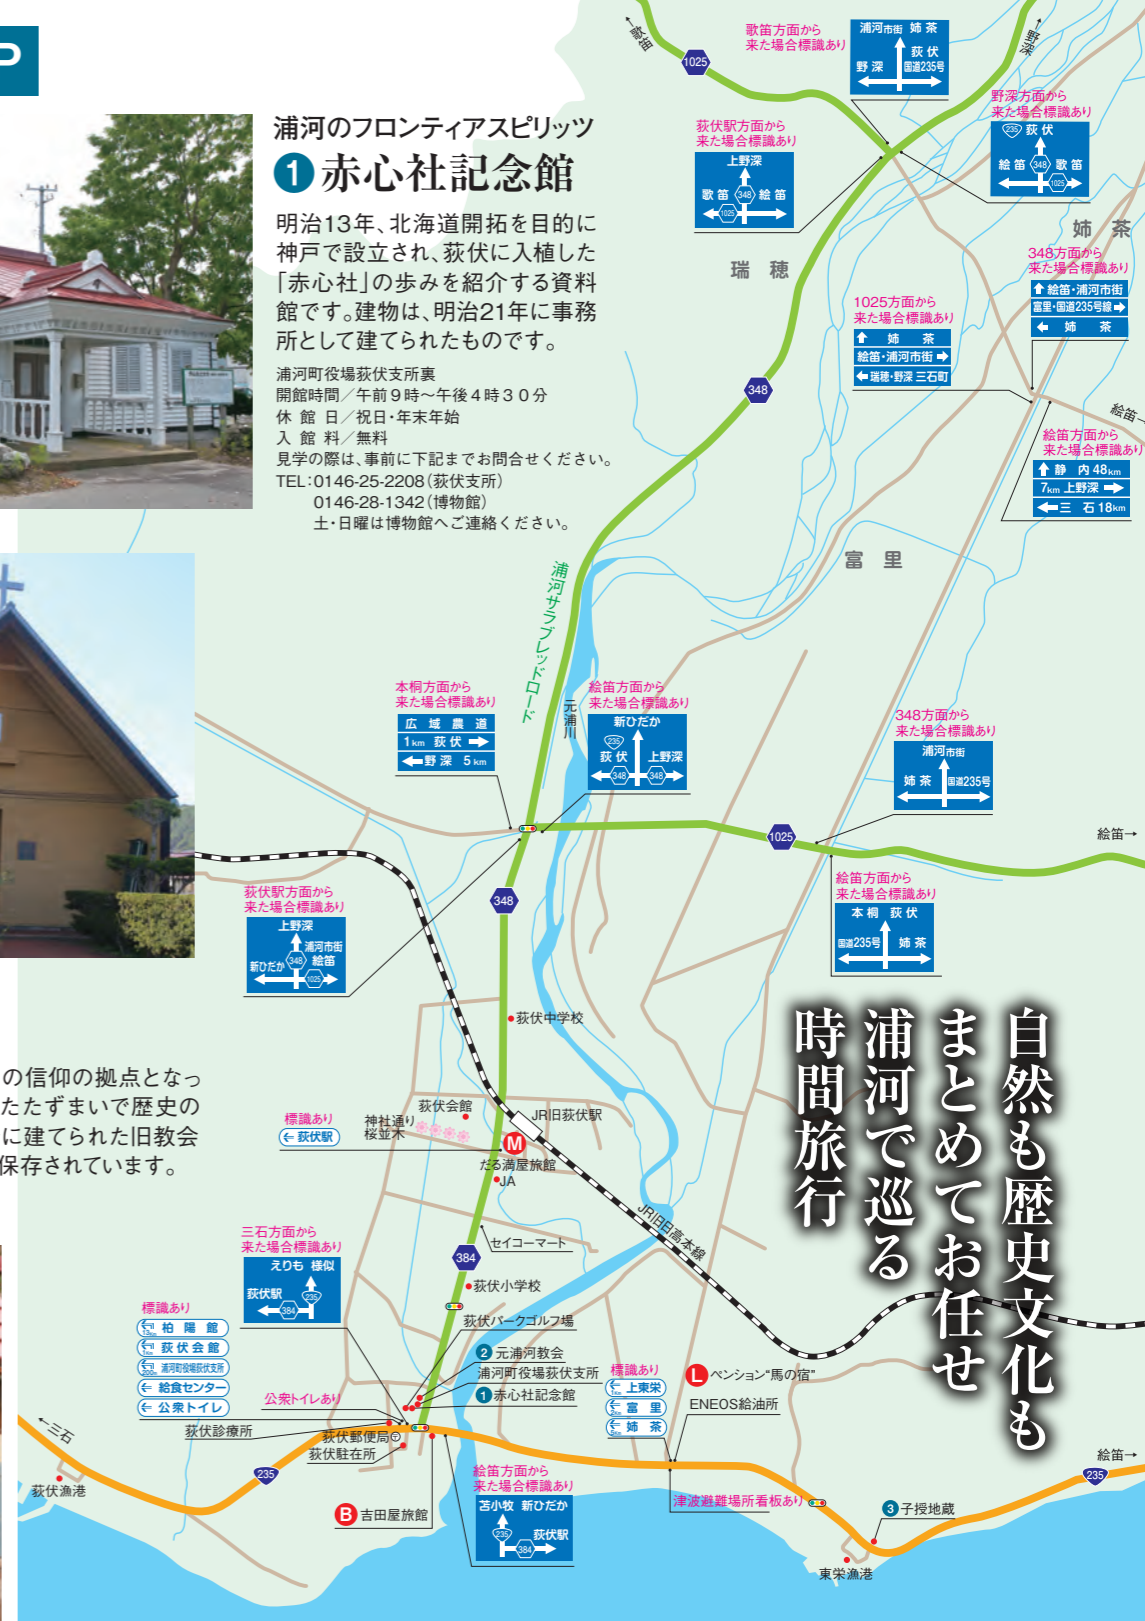 P
浦河のフロンティアスピリッツ
1 赤心社記念館
明治13年、北海道開拓を目的に
神戸で設立され、荻伏に入植した
「赤心社」の歩みを紹介する資料
館です。建物は、明治21年に事務
所として建てられたものです。
浦河町役場荻伏支所裏
開館時間／午前９時〜午後４時３０分
休 館 日／祝日・年末年始
入 館 料／無料
見学の際は、事前に下記までお問合せください。
TEL：0146-25-2208（荻伏支所）
0146-28-1342（博物館）
土・日曜は博物館へご連絡ください。
の信仰の拠点となっ
たたずまいで歴史の
に建てられた旧教会
保存されています。
←歌笛
1025
歌笛方面から
来た場合標識あり
浦河市街 姉 茶
荻 伏
野 深 国道235号
野深→
荻伏駅方面から
来た場合標識あり
上野深
歌 笛 348 絵 笛
1025
野深方面から
来た場合標識あり
235 荻 伏
絵 笛 348 歌 笛
1025
姉 茶
瑞 穂
348方面から
来た場合標識あり
絵笛・浦河市街
富里・国道235号線
姉 茶
1025方面から
来た場合標識あり
姉 茶
絵笛・浦河市街
瑞穂・野深 三石町
348
絵笛→
絵笛方面から
来た場合標識あり
静 内 48km
7km 上野深
三 石 18km
富 里
浦河サラブレッドロード
元浦川
本桐方面から
来た場合標識あり
広 域 農 道
1km 荻 伏
野 深 5km
絵笛方面から
来た場合標識あり
新ひだか
235
荻 伏 上野深
348 348
348方面から
来た場合標識あり
浦河市街
姉 茶 国道235号
1025
絵笛→
絵笛方面から
来た場合標識あり
本 桐 荻 伏
国道235号 姉 茶
荻伏駅方面から
来た場合標識あり
上野深
浦河市街
新ひだか 348 絵笛
1025
348
荻伏中学校
自然も歴史文化も
まとめてお任せ
浦河で巡る
時間旅行
標識あり
荻伏駅
神社通り
桜並木
荻伏会館
JR旧荻伏駅
M
だる満屋旅館
JA
JR旧日高本線
セイコーマート
384
荻伏小学校
荻伏パークゴルフ場
三石方面から
来た場合標識あり
えりも 様似
荻伏駅 235
384
標識あり
13km 柏 陽 館
1km 荻 伏 会 館
200m 浦河町役場荻伏支所
給食センター
公衆トイレ
2 元浦河教会
浦河町役場荻伏支所
1 赤心社記念館
公衆トイレあり
荻伏診療所
荻伏郵便局
荻伏駐在所
標識あり
上東栄
富 里
姉 茶
L ペンション“馬の宿”
ENEOS給油所
←三石
荻伏漁港
235
B 吉田屋旅館
絵笛方面から
来た場合標識あり
苫小牧 新ひだか
235 荻伏駅
384
津波避難場所看板あり
3 子授地蔵
東栄漁港
絵笛→
235